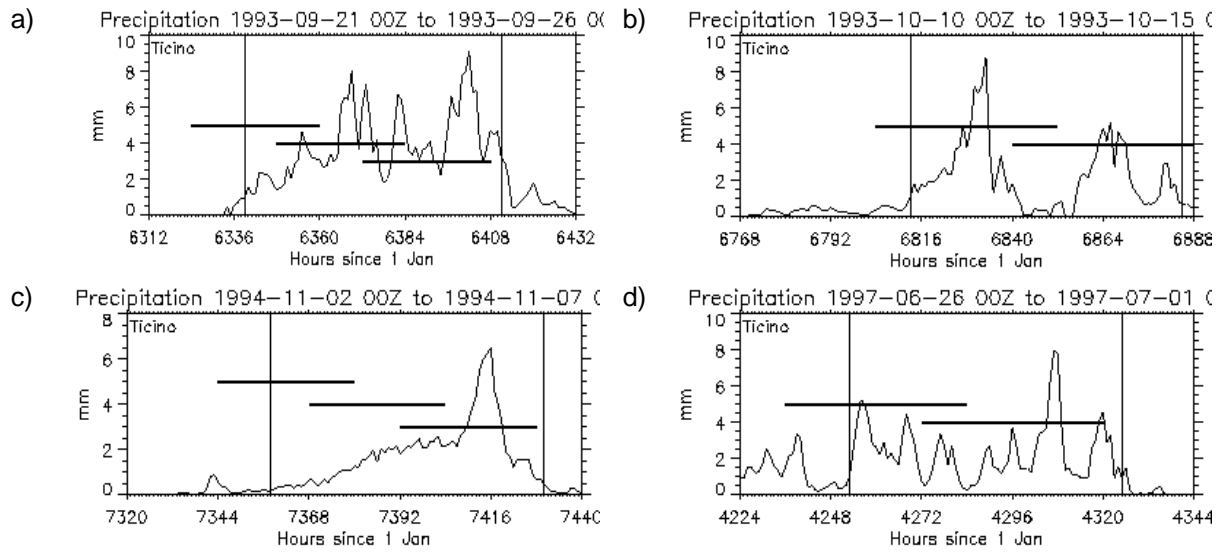 a)
Precipitation 1993-09-21 00Z to 1993-09-26 00
Ticino
10
8
6
4
2
0
mm
6312 6336 6360 6384 6408 6432
Hours since 1 Jan
b)
Precipitation 1993-10-10 00Z to 1993-10-15 0
Ticino
10
8
6
4
2
0
mm
6768 6792 6816 6840 6864 6888
Hours since 1 Jan
c)
Precipitation 1994-11-02 00Z to 1994-11-07 0
Ticino
8
6
4
2
0
mm
7320 7344 7368 7392 7416 7440
Hours since 1 Jan
d)
Precipitation 1997-06-26 00Z to 1997-07-01 0
Ticino
10
8
6
4
2
0
mm
4224 4248 4272 4296 4320 4344
Hours since 1 Jan